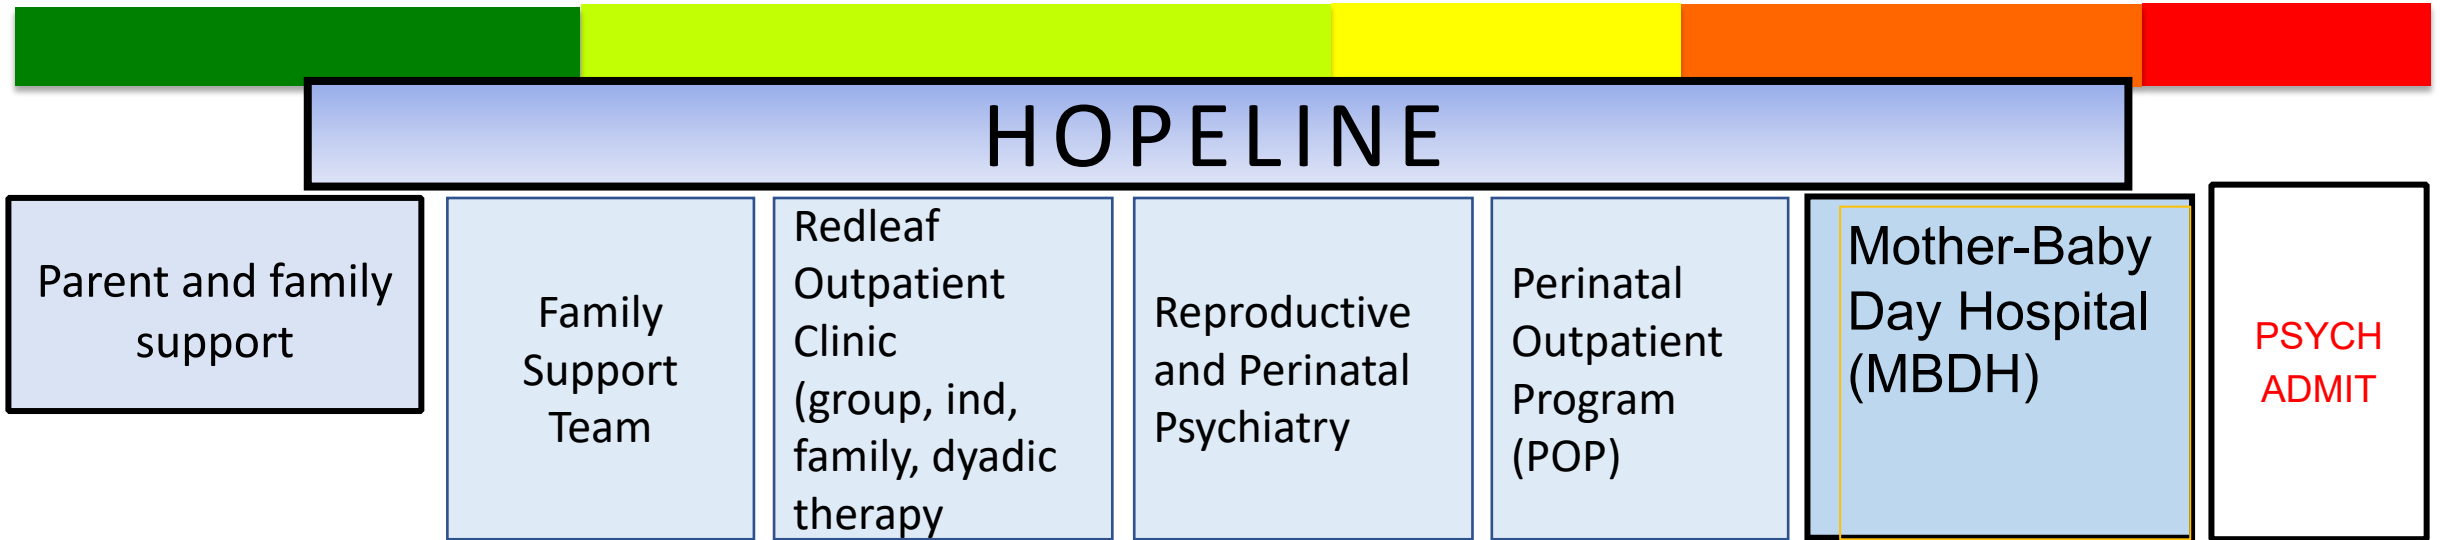 HOPELINE
Parent and family
support
Family
Support
Team
Redleaf
Outpatient
Clinic
(group, ind,
family, dyadic
therapy
Reproductive
and Perinatal
Psychiatry
Perinatal
Outpatient
Program
(POP)
Mother-Baby
Day Hospital
(MBDH)
PSYCH
ADMIT